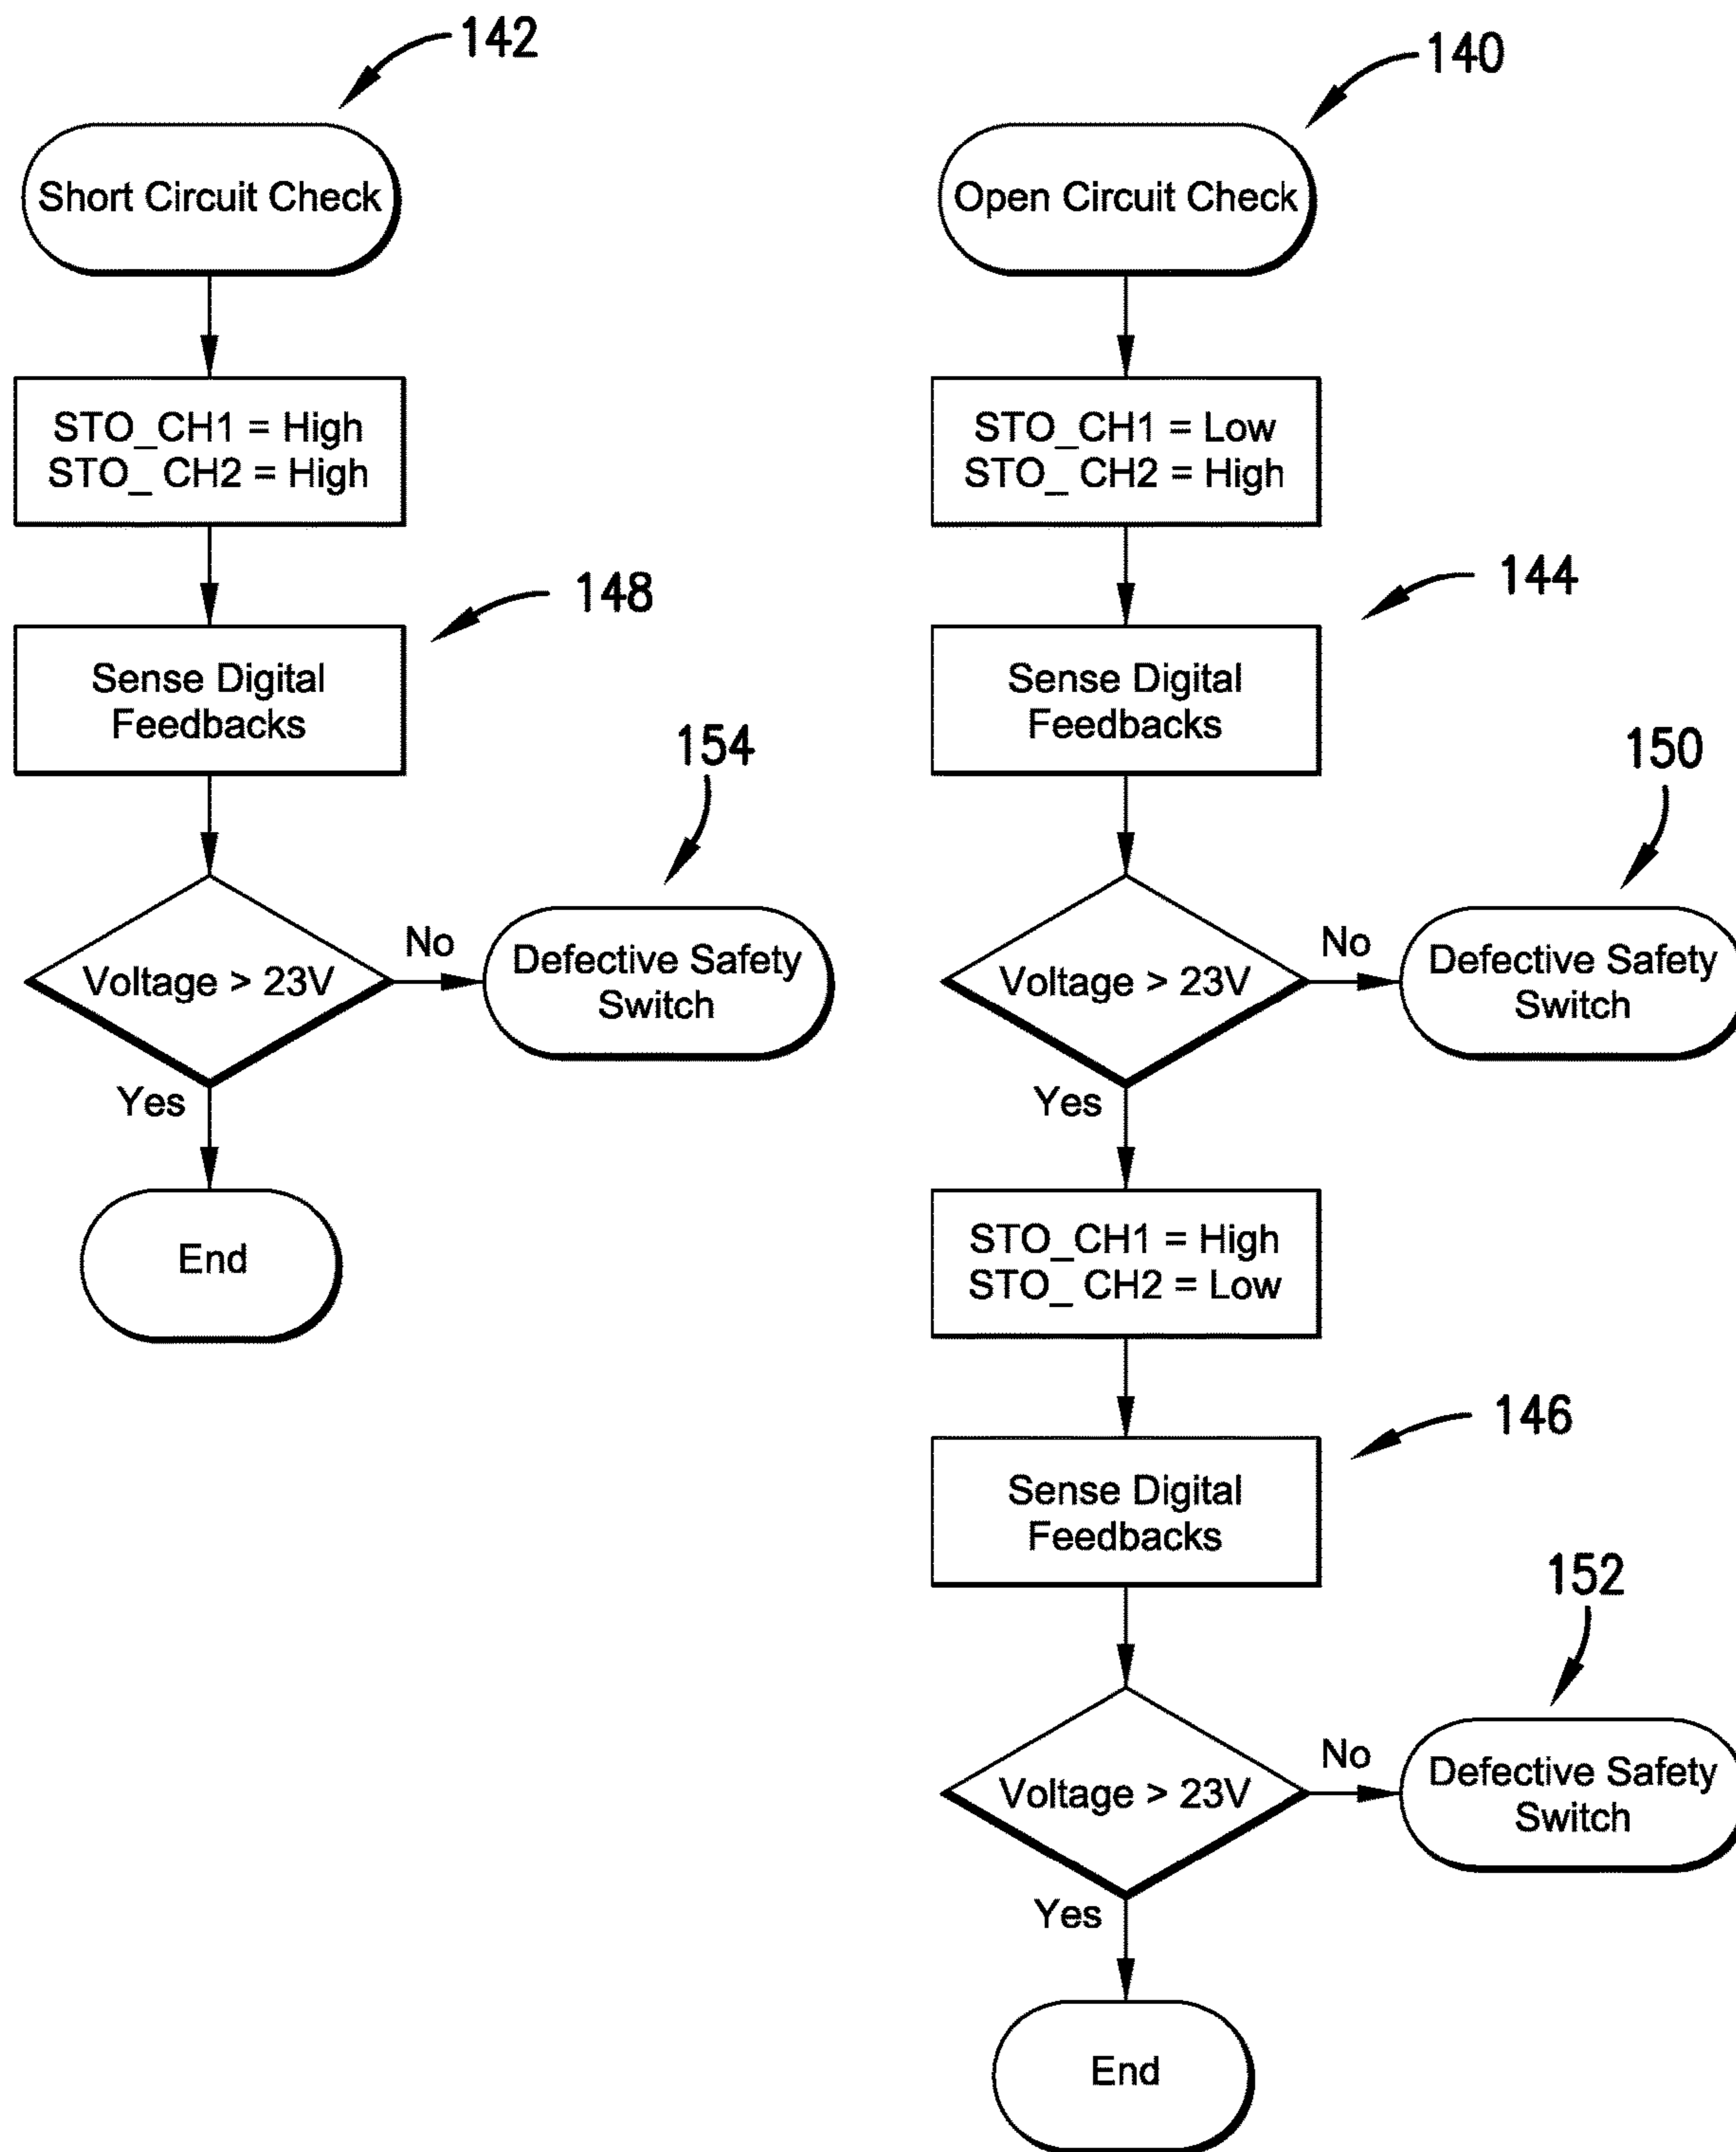 142
Short Circuit Check
STO_CH1 = High
STO_ CH2 = High
148
Sense Digital
Feedbacks
154
Voltage > 23V
No
Defective Safety
Switch
Yes
End
140
Open Circuit Check
STO_CH1 = Low
STO_ CH2 = High
144
Sense Digital
Feedbacks
150
Voltage > 23V
No
Defective Safety
Switch
Yes
STO_CH1 = High
STO_ CH2 = Low
146
Sense Digital
Feedbacks
152
Voltage > 23V
No
Defective Safety
Switch
Yes
End